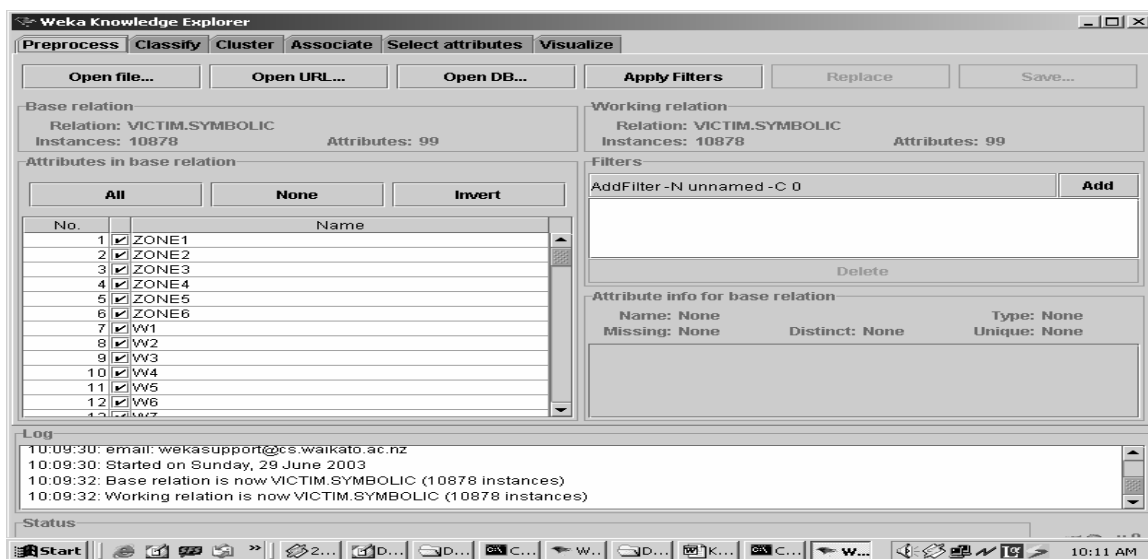 Weka Knowledge Explorer
Preprocess Classify Cluster Associate Select attributes Visualize
Open file... Open URL... Open DB... Apply Filters Replace Save...
Base relation
Relation: VICTIM.SYMBOLIC
Instances: 10878 Attributes: 99
Working relation
Relation: VICTIM.SYMBOLIC
Instances: 10878 Attributes: 99
Attributes in base relation
All None Invert
No. Name
1 ZONE1
2 ZONE2
3 ZONE3
4 ZONE4
5 ZONE5
6 ZONE6
7 W1
8 W2
9 W3
10 W4
11 W5
12 W6
13 W7
Filters
AddFilter -N unnamed -C 0 Add
Delete
Attribute info for base relation
Name: None Type: None
Missing: None Distinct: None Unique: None
Log
10:09:30: email: wekasupport@cs.waikato.ac.nz
10:09:30: Started on Sunday, 29 June 2003
10:09:32: Base relation is now VICTIM.SYMBOLIC (10878 instances)
10:09:32: Working relation is now VICTIM.SYMBOLIC (10878 instances)
Status
Start » 2... D... D... C... W... D... K... C... W... 10:11 AM